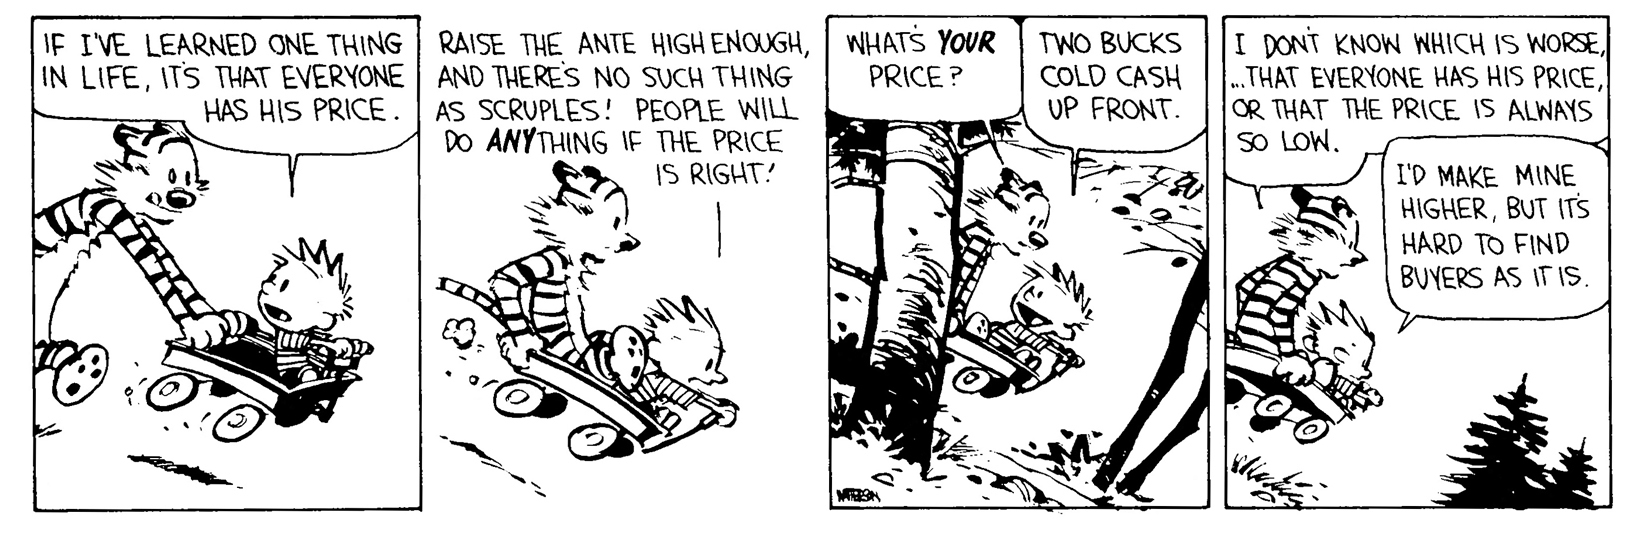 IF I'VE LEARNED ONE THING
IN LIFE, IT'S THAT EVERYONE
HAS HIS PRICE.
RAISE THE ANTE HIGH ENOUGH,
AND THERE'S NO SUCH THING
AS SCRUPLES! PEOPLE WILL
DO ANYTHING IF THE PRICE
IS RIGHT!
WHAT'S YOUR
PRICE?
TWO BUCKS
COLD CASH
UP FRONT.
WATTERSON
I DON'T KNOW WHICH IS WORSE,
...THAT EVERYONE HAS HIS PRICE,
OR THAT THE PRICE IS ALWAYS
SO LOW.
I'D MAKE MINE
HIGHER, BUT IT'S
HARD TO FIND
BUYERS AS IT IS.